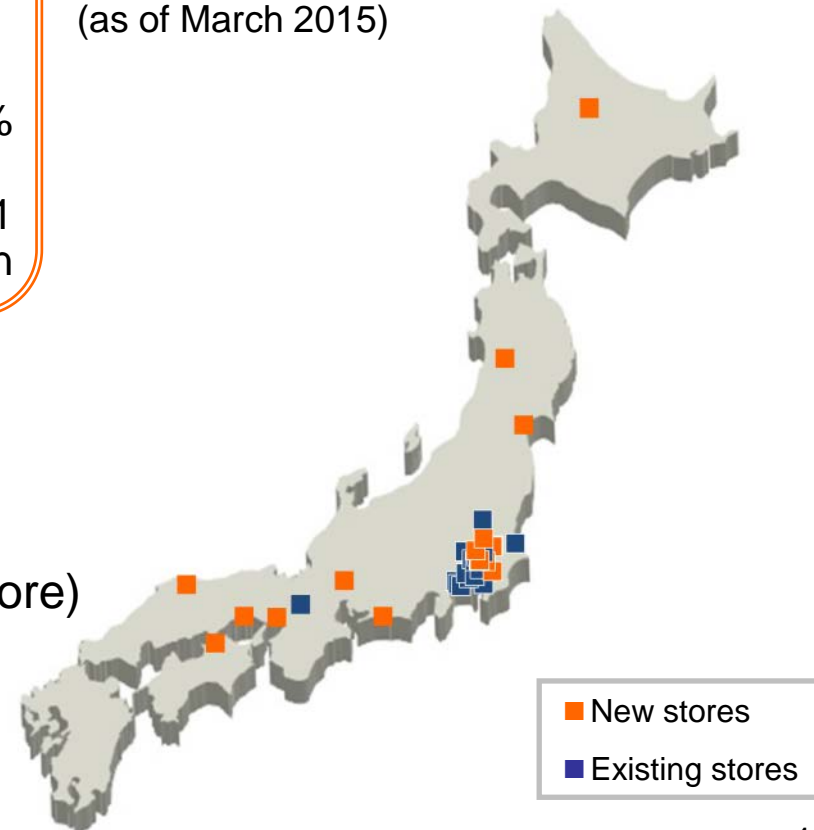 (as of March 2015)
%
1
n
ore)
New stores
Existing stores